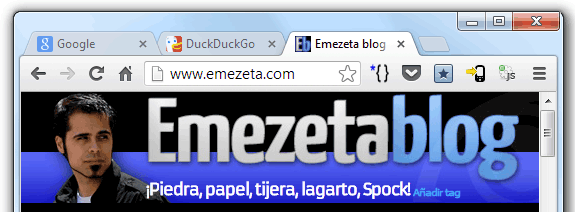 Google
DuckDuckGo
Emezeta blog
www.emezeta.com
*{}
js
Emezetablog
¡Piedra, papel, tijera, lagarto, Spock! Añadir tag